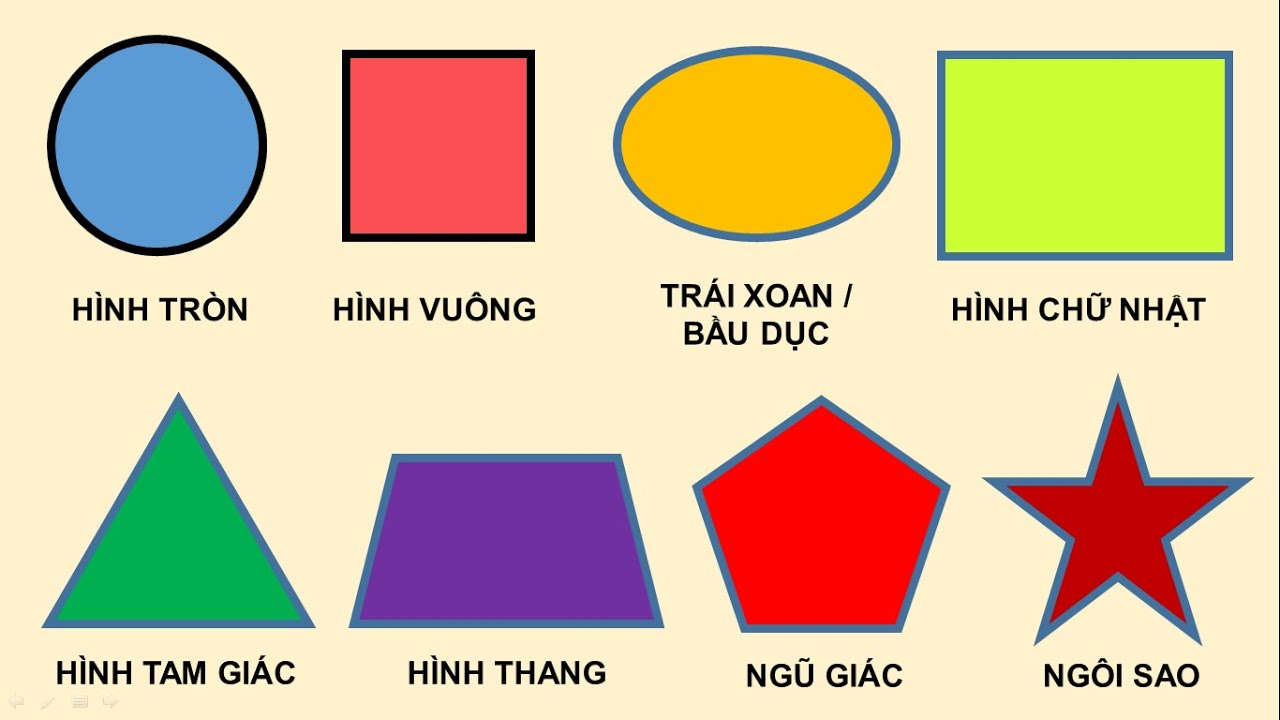 HÌNH TRÒN
HÌNH VUÔNG
TRÁI XOAN /
BẦU DỤC
HÌNH CHỮ NHẬT
HÌNH TAM GIÁC
HÌNH THANG
NGŨ GIÁC
NGÔI SAO